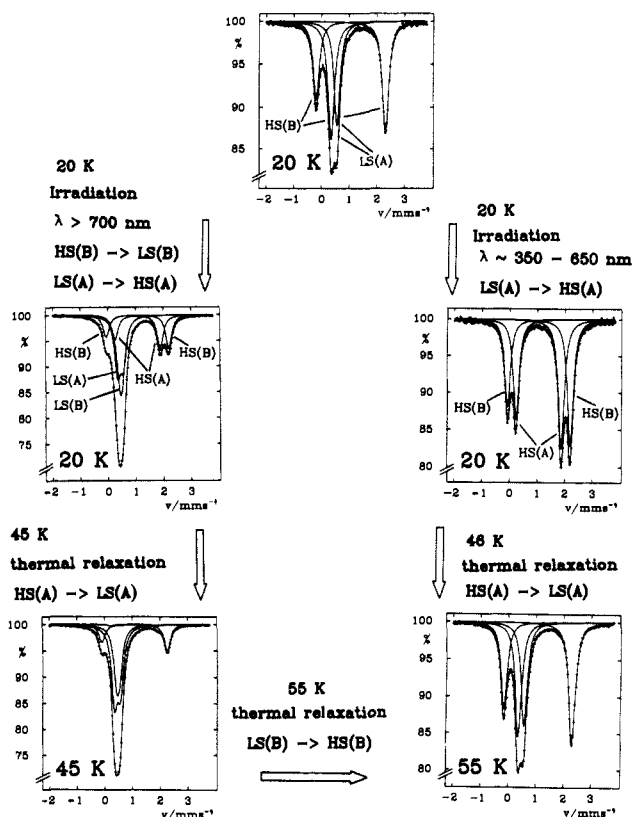 100
%
95
90
85
HS(B)
LS(A)
20 K
-2 -1 0 1 2 3
v/mms⁻¹
20 K
Irradiation
λ > 700 nm
HS(B) -> LS(B)
LS(A) -> HS(A)
20 K
Irradiation
λ ~ 350 - 650 nm
LS(A) -> HS(A)
100
95
%
90
85
80
75
HS(B)
LS(A)
LS(B)
HS(A)
HS(B)
20 K
-2 -1 0 1 2 3
v/mms⁻¹
100
%
95
90
85
80
HS(B)
HS(B)
HS(A)
20 K
-2 -1 0 1 2 3
v/mms⁻¹
45 K
thermal relaxation
HS(A) -> LS(A)
46 K
thermal relaxation
HS(A) -> LS(A)
100
%
95
90
85
80
75
45 K
-2 -1 0 1 2 3
v/mms⁻¹
55 K
thermal relaxation
LS(B) -> HS(B)
100
%
95
90
85
80
55 K
-2 -1 0 1 2 3
v/mms⁻¹